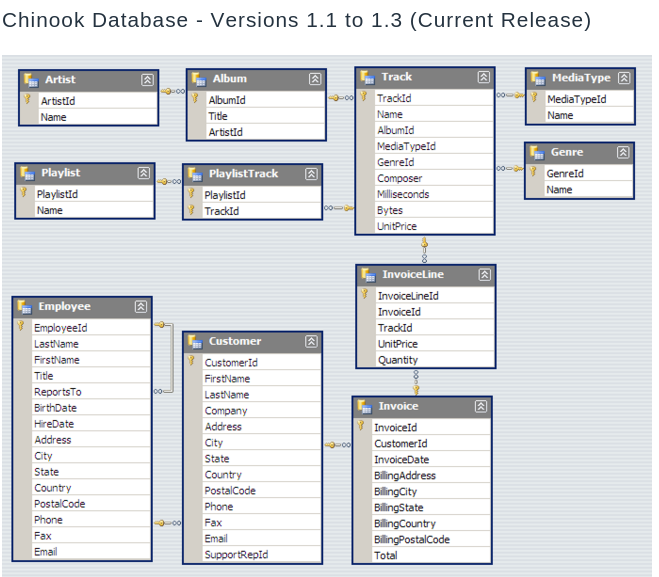 Chinook Database - Versions 1.1 to 1.3 (Current Release)
Artist
ArtistId
Name
Album
AlbumId
Title
ArtistId
Track
TrackId
Name
AlbumId
MediaTypeId
GenreId
Composer
Milliseconds
Bytes
UnitPrice
MediaType
MediaTypeId
Name
Genre
GenreId
Name
Playlist
PlaylistId
Name
PlaylistTrack
PlaylistId
TrackId
InvoiceLine
InvoiceLineId
InvoiceId
TrackId
UnitPrice
Quantity
Employee
EmployeeId
LastName
FirstName
Title
ReportsTo
BirthDate
HireDate
Address
City
State
Country
PostalCode
Phone
Fax
Email
Customer
CustomerId
FirstName
LastName
Company
Address
City
State
Country
PostalCode
Phone
Fax
Email
SupportRepId
Invoice
InvoiceId
CustomerId
InvoiceDate
BillingAddress
BillingCity
BillingState
BillingCountry
BillingPostalCode
Total